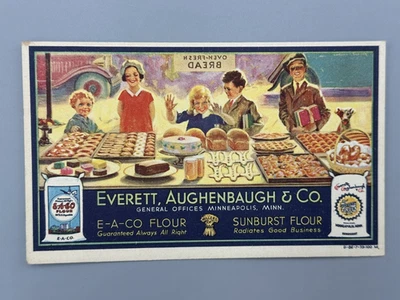 OVEN-FRESH
BREAD
EVERETT, AUGHENBAUGH & CO.
GENERAL OFFICES MINNEAPOLIS, MINN.
E-A-CO FLOUR
Guaranteed Always All Right
SUNBURST FLOUR
Radiates Good Business
E-A-CO
FLOUR
E-A-CO.